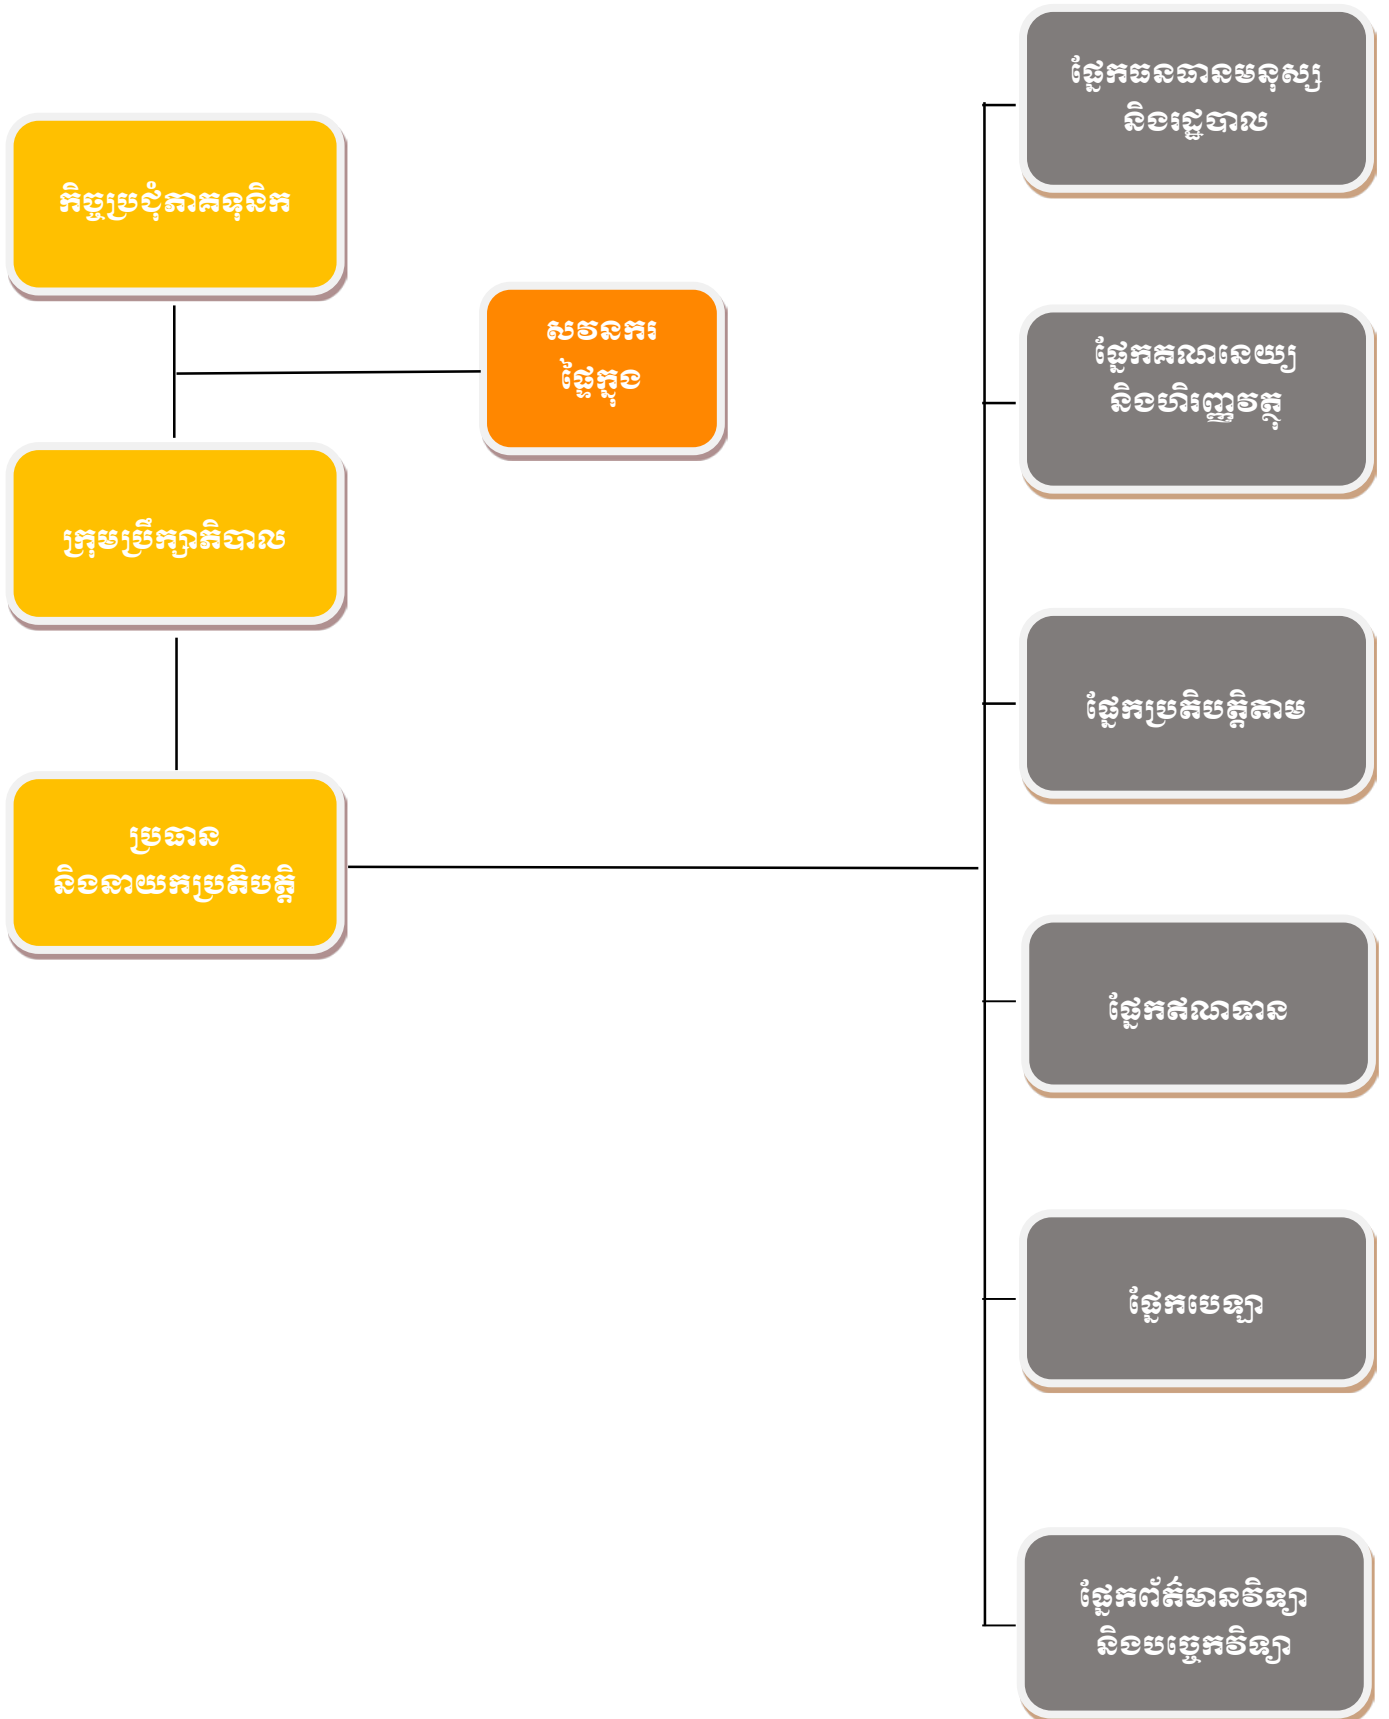 កិច្ចប្រជុំភាគទុនិក
សវនករ
ផ្ទៃក្នុង
ក្រុមប្រឹក្សាភិបាល
ប្រធាន
និងនាយកប្រតិបត្តិ
ផ្នែកធនធានមនុស្ស
និងរដ្ឋបាល
ផ្នែកគណនេយ្យ
និងហិរញ្ញវត្ថុ
ផ្នែកប្រតិបត្តិតាម
ផ្នែកឥណទាន
ផ្នែកបេឡា
ផ្នែកព័ត៌មានវិទ្យា
និងបច្ចេកវិទ្យា